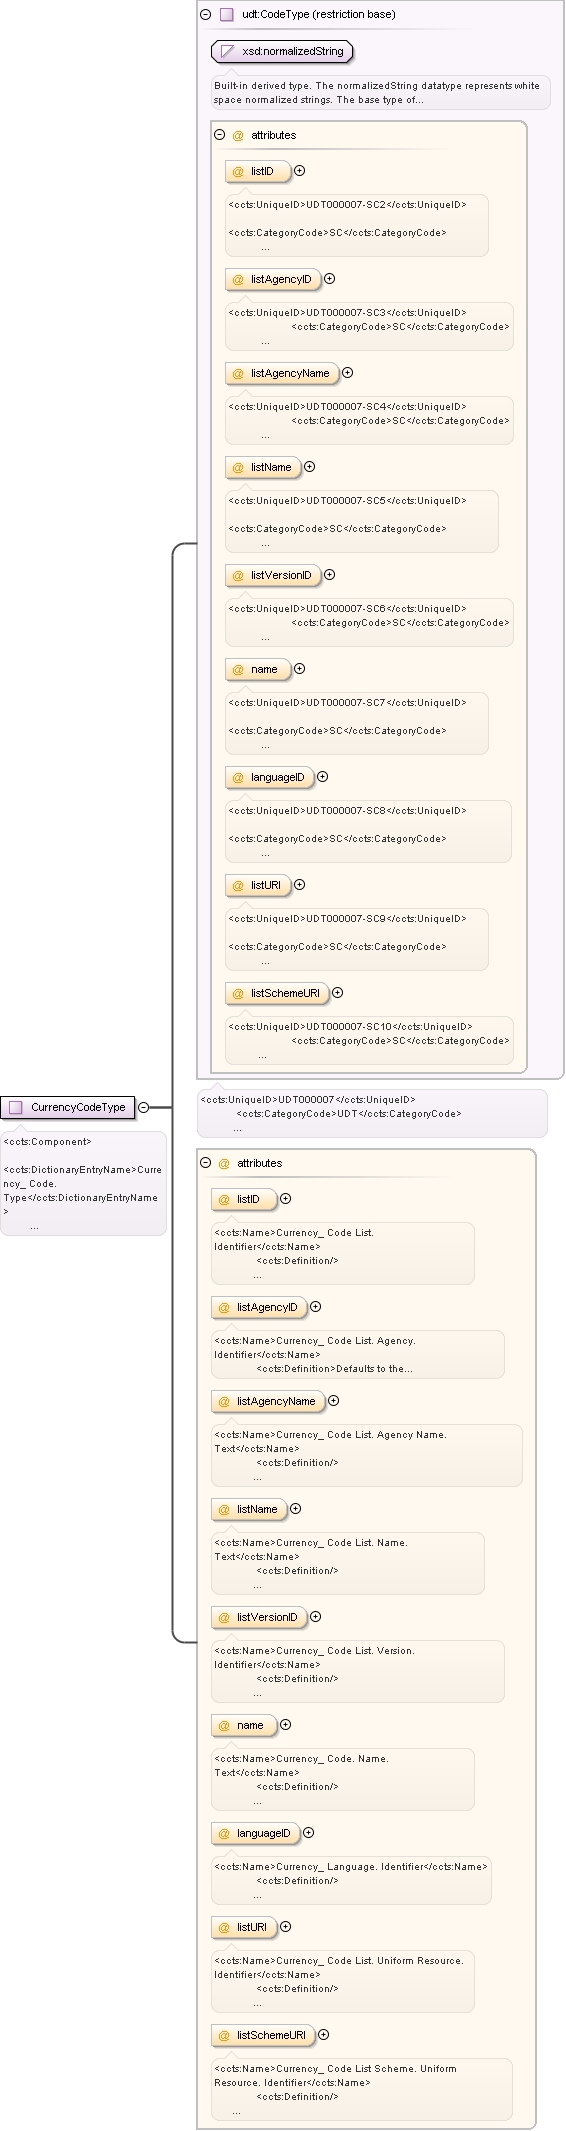 udt:CodeType (restriction base)
xsd:normalizedString
Built-in derived type. The normalizedString datatype represents white
space normalized strings. The base type of...
@ attributes
@ listID
<ccts:UniqueID>UDT000007-SC2</ccts:UniqueID>
<ccts:CategoryCode>SC</ccts:CategoryCode>
...
@ listAgencyID
<ccts:UniqueID>UDT000007-SC3</ccts:UniqueID>
<ccts:CategoryCode>SC</ccts:CategoryCode>
...
@ listAgencyName
<ccts:UniqueID>UDT000007-SC4</ccts:UniqueID>
<ccts:CategoryCode>SC</ccts:CategoryCode>
...
@ listName
<ccts:UniqueID>UDT000007-SC5</ccts:UniqueID>
<ccts:CategoryCode>SC</ccts:CategoryCode>
...
@ listVersionID
<ccts:UniqueID>UDT000007-SC6</ccts:UniqueID>
<ccts:CategoryCode>SC</ccts:CategoryCode>
...
@ name
<ccts:UniqueID>UDT000007-SC7</ccts:UniqueID>
<ccts:CategoryCode>SC</ccts:CategoryCode>
...
@ languageID
<ccts:UniqueID>UDT000007-SC8</ccts:UniqueID>
<ccts:CategoryCode>SC</ccts:CategoryCode>
...
@ listURI
<ccts:UniqueID>UDT000007-SC9</ccts:UniqueID>
<ccts:CategoryCode>SC</ccts:CategoryCode>
...
@ listSchemeURI
<ccts:UniqueID>UDT000007-SC10</ccts:UniqueID>
<ccts:CategoryCode>SC</ccts:CategoryCode>
...
<ccts:UniqueID>UDT000007</ccts:UniqueID>
<ccts:CategoryCode>UDT</ccts:CategoryCode>
...
CurrencyCodeType
<ccts:Component>
<ccts:DictionaryEntryName>Curre
ncy_ Code.
Type</ccts:DictionaryEntryName
>
...
@ attributes
@ listID
<ccts:Name>Currency_ Code List.
Identifier</ccts:Name>
<ccts:Definition/>
...
@ listAgencyID
<ccts:Name>Currency_ Code List. Agency.
Identifier</ccts:Name>
<ccts:Definition>Defaults to the...
@ listAgencyName
<ccts:Name>Currency_ Code List. Agency Name.
Text</ccts:Name>
<ccts:Definition/>
...
@ listName
<ccts:Name>Currency_ Code List. Name.
Text</ccts:Name>
<ccts:Definition/>
...
@ listVersionID
<ccts:Name>Currency_ Code List. Version.
Identifier</ccts:Name>
<ccts:Definition/>
...
@ name
<ccts:Name>Currency_ Code. Name.
Text</ccts:Name>
<ccts:Definition/>
...
@ languageID
<ccts:Name>Currency_ Language. Identifier</ccts:Name>
<ccts:Definition/>
...
@ listURI
<ccts:Name>Currency_ Code List. Uniform Resource.
Identifier</ccts:Name>
<ccts:Definition/>
...
@ listSchemeURI
<ccts:Name>Currency_ Code List Scheme. Uniform
Resource. Identifier</ccts:Name>
<ccts:Definition/>
...